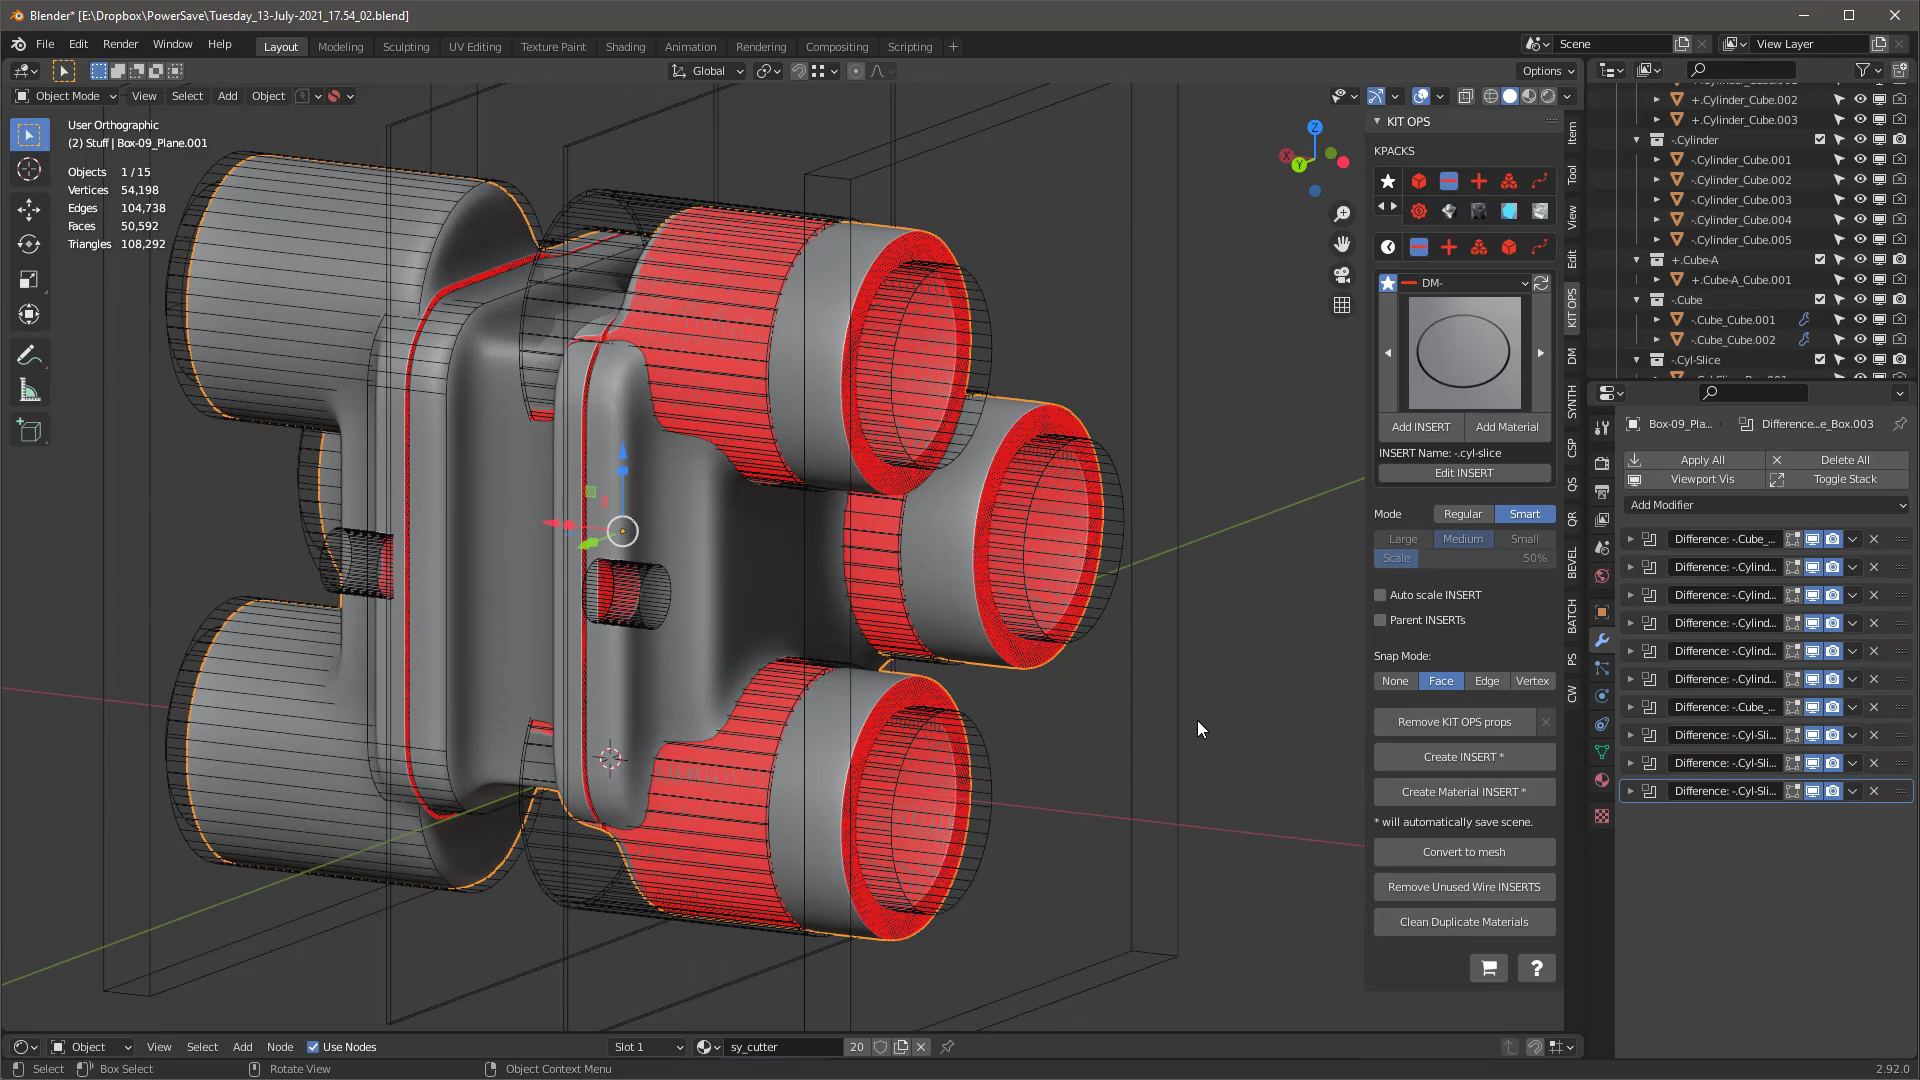 Blender* [E:\Dropbox\PowerSave\Tuesday_13-July-2021_17.54_02.blend]
File Edit Render Window Help
Layout Modeling Sculpting UV Editing Texture Paint Shading Animation Rendering Compositing Scripting +
Scene
View Layer
Global
Options
Object Mode View Select Add Object
User Orthographic
(2) Stuff | Box-09_Plane.001
Objects 1 / 15
Vertices 54,198
Edges 104,738
Faces 50,592
Triangles 108,292
Z
X
Y
KIT OPS
KPACKS
DM-
Add INSERT
Add Material
INSERT Name: -.cyl-slice
Edit INSERT
Mode
Regular
Smart
Large
Medium
Small
Scale
50%
Auto scale INSERT
Parent INSERTs
Snap Mode:
None
Face
Edge
Vertex
Remove KIT OPS props
Create INSERT *
Create Material INSERT *
* will automatically save scene.
Convert to mesh
Remove Unused Wire INSERTS
Clean Duplicate Materials
?
Item
Tool
View
Edit
KIT OPS
DM
SYNTH
CSP
QS
QR
BEVEL
BATCH
PS
CW
+.Cylinder_Cube.002
+.Cylinder_Cube.003
-.Cylinder
-.Cylinder_Cube.001
-.Cylinder_Cube.002
-.Cylinder_Cube.003
-.Cylinder_Cube.004
-.Cylinder_Cube.005
+.Cube-A
+.Cube-A_Cube.001
-.Cube
-.Cube_Cube.001
-.Cube_Cube.002
-.Cyl-Slice
Box-09_Pla...
Difference...e_Box.003
Apply All
Delete All
Viewport Vis
Toggle Stack
Add Modifier
Difference: -.Cube_...
Difference: -.Cylind...
Difference: -.Cylind...
Difference: -.Cylind...
Difference: -.Cylind...
Difference: -.Cylind...
Difference: -.Cube_...
Difference: -.Cyl-Sli...
Difference: -.Cyl-Sli...
Difference: -.Cyl-Sli...
Object View Select Add Node Use Nodes
Slot 1
sy_cutter
20
Select Box Select Rotate View Object Context Menu
2.92.0